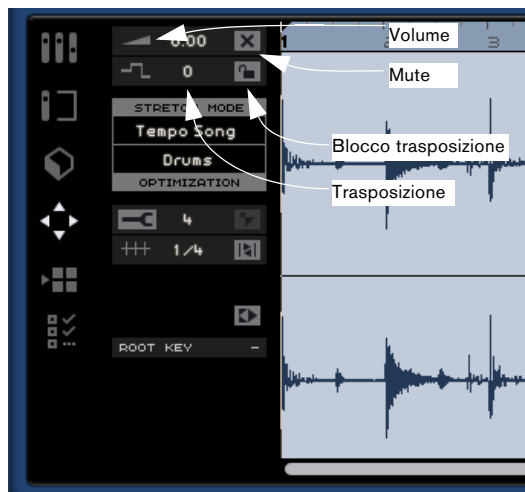 0.00
1
2
3
Volume
0
Mute
STRETCH MODE
Tempo Song
Drums
OPTIMIZATION
Blocco trasposizione
Trasposizione
4
1/4
ROOT KEY -